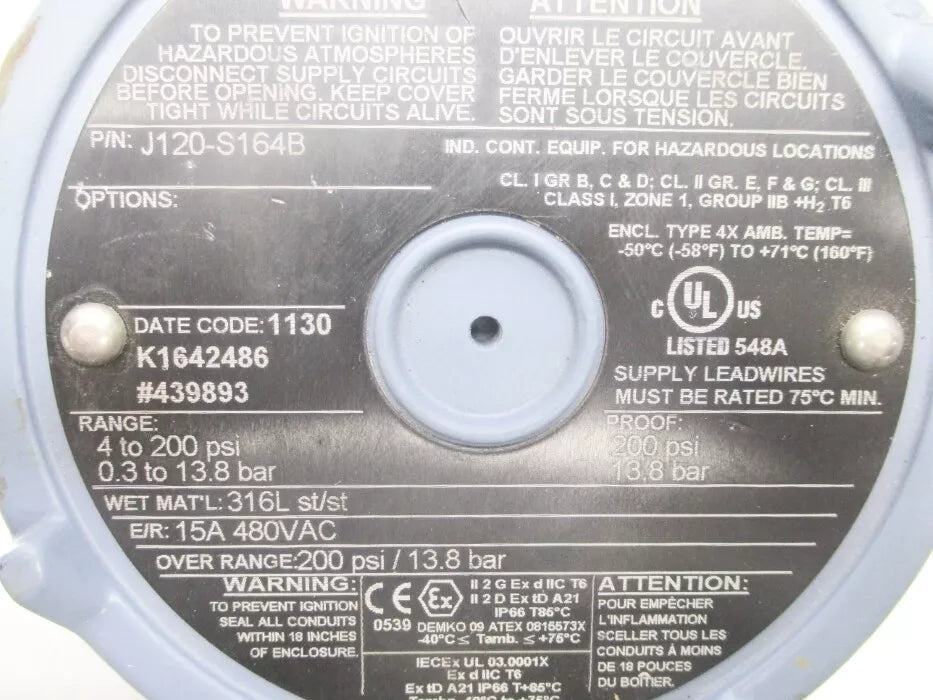 WARNING
TO PREVENT IGNITION OF
HAZARDOUS ATMOSPHERES
DISCONNECT SUPPLY CIRCUITS
BEFORE OPENING. KEEP COVER
TIGHT WHILE CIRCUITS ALIVE.
ATTENTION
OUVRIR LE CIRCUIT AVANT
D'ENLEVER LE COUVERCLE.
GARDER LE COUVERCLE BIEN
FERME LORSQUE LES CIRCUITS
SONT SOUS TENSION.
P/N: J120-S164B
IND. CONT. EQUIP. FOR HAZARDOUS LOCATIONS
OPTIONS:
CL. I GR B, C & D; CL. II GR. E, F & G; CL. III
CLASS I, ZONE 1, GROUP IIB +H2 T6
ENCL. TYPE 4X AMB. TEMP=
-50°C (-58°F) TO +71°C (160°F)
C UL US
LISTED 548A
DATE CODE: 1130
K1642486
#439893
SUPPLY LEADWIRES
MUST BE RATED 75°C MIN.
RANGE:
4 to 200 psi
0.3 to 13.8 bar
PROOF:
200 psi
13.8 bar
WET MAT'L: 316L st/st
E/R: 15A 480VAC
OVER RANGE: 200 psi / 13.8 bar
WARNING:
TO PREVENT IGNITION
SEAL ALL CONDUITS
WITHIN 18 INCHES
OF ENCLOSURE.
CE Ex
0539
II 2 G Ex d IIC T6
II 2 D Ex tD A21
IP66 T85°C
DEMKO 09 ATEX 0815573X
-40°C ≤ Tamb. ≤ +75°C
IECEx UL 03.0001X
Ex d IIC T6
Ex tD A21 IP66 T+85°C
ATTENTION:
POUR EMPÊCHER
L'INFLAMMATION
SCELLER TOUS LES
CONDUITS À MOINS
DE 18 POUCES
DU BOÎTIER.